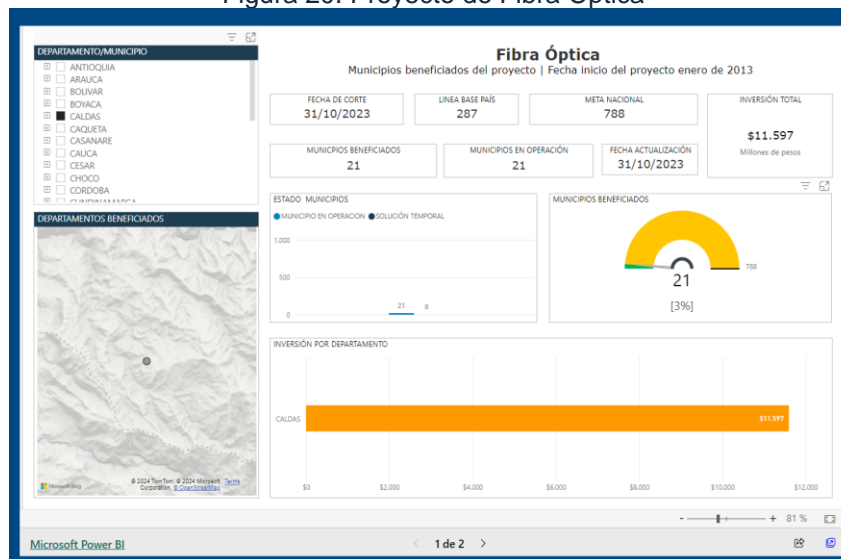 Figura 20. Proyecto de Fibra Óptica
DEPARTAMENTO/MUNICIPIO
ANTIOQUIA
ARAUCA
BOLIVAR
BOYACA
CALDAS
CAQUETA
CASANARE
CAUCA
CESAR
CHOCO
CORDOBA
CUNDINAMARCA
DEPARTAMENTOS BENEFICIADOS
Microsoft Bing
© 2024 TomTom, © 2024 Microsoft Corporation, © OpenStreetMap Terms
Fibra Óptica
Municipios beneficiados del proyecto | Fecha inicio del proyecto enero de 2013
FECHA DE CORTE
31/10/2023
LINEA BASE PAÍS
287
META NACIONAL
788
INVERSIÓN TOTAL
$11.597
Millones de pesos
MUNICPIOS BENEFICIADOS
21
MUNICIPIOS EN OPERACIÓN
21
FECHA ACTUALIZACIÓN
31/10/2023
ESTADO MUNICIPIOS
MUNICIPIO EN OPERACION SOLUCIÓN TEMPORAL
1.000
500
0
21 0
MUNICIPIOS BENEFICIADOS
788
21
[3%]
INVERSIÓN POR DEPARTAMENTO
CALDAS
$11.597
$0 $2.000 $4.000 $6.000 $8.000 $10.000 $12.000
- + 81 %
Microsoft Power BI
< 1 de 2 >